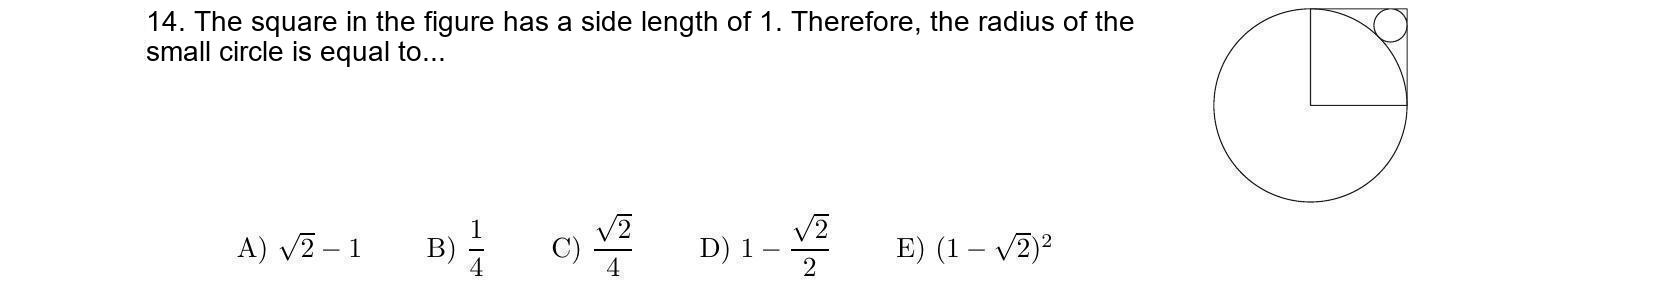 14. The square in the figure has a side length of 1. Therefore, the radius of the
small circle is equal to...
A) √2 − 1 B) 1/4 C) √2/4 D) 1 − √2/2 E) (1 − √2)²